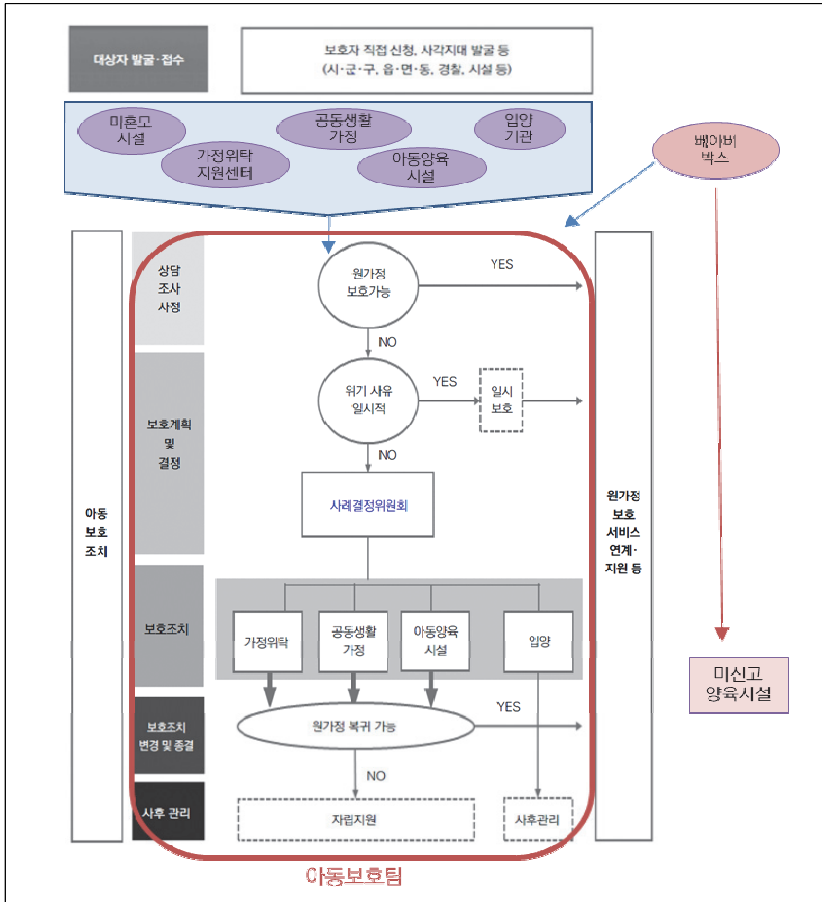 대상자 발굴·접수
보호자 직접 신청, 사각지대 발굴 등
(시·군·구, 읍·면·동, 경찰, 시설 등)
미혼모
시설
공동생활
가정
입양
기관
가정위탁
지원센터
아동양육
시설
베이비
박스
상담
조사
사정
원가정
보호가능
YES
NO
보호계획
및
결정
위기 사유
일시적
YES
일시
보호
NO
사례결정위원회
아동
보호
조치
원가정
보호
서비스
연계·
지원 등
보호조치
가정위탁
공동생활
가정
아동양육
시설
입양
미신고
양육시설
보호조치
변경 및 종결
원가정 복귀 가능
YES
NO
사후 관리
자립지원
사후관리
아동보호팀